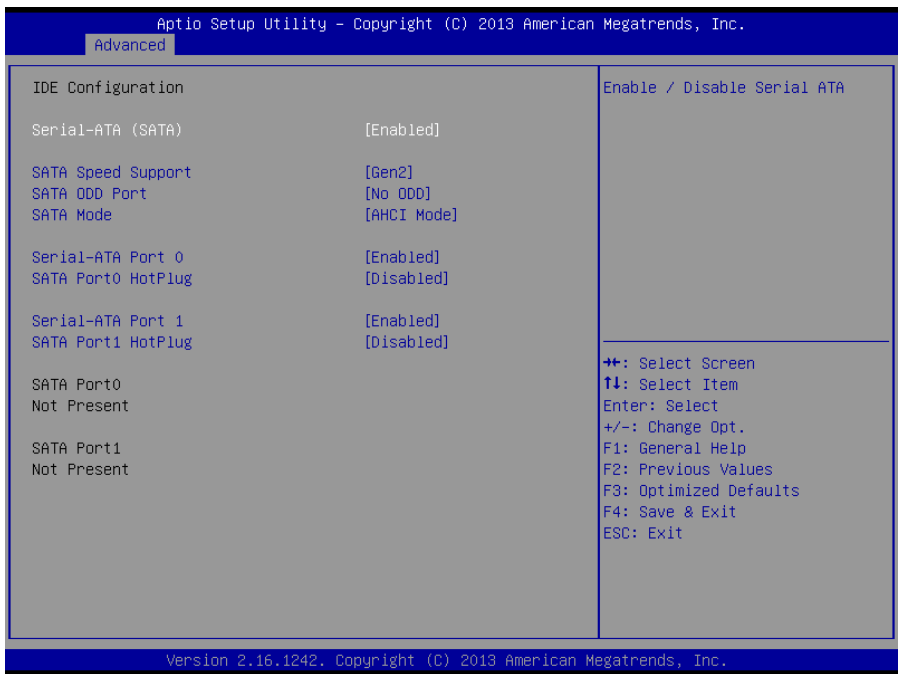 Aptio Setup Utility – Copyright (C) 2013 American Megatrends, Inc.
Advanced
IDE Configuration
Serial-ATA (SATA) [Enabled]
SATA Speed Support [Gen2]
SATA ODD Port [No ODD]
SATA Mode [AHCI Mode]
Serial-ATA Port 0 [Enabled]
SATA Port0 HotPlug [Disabled]
Serial-ATA Port 1 [Enabled]
SATA Port1 HotPlug [Disabled]
SATA Port0
Not Present
SATA Port1
Not Present
Enable / Disable Serial ATA
→←: Select Screen
↑↓: Select Item
Enter: Select
+/-: Change Opt.
F1: General Help
F2: Previous Values
F3: Optimized Defaults
F4: Save & Exit
ESC: Exit
Version 2.16.1242. Copyright (C) 2013 American Megatrends, Inc.